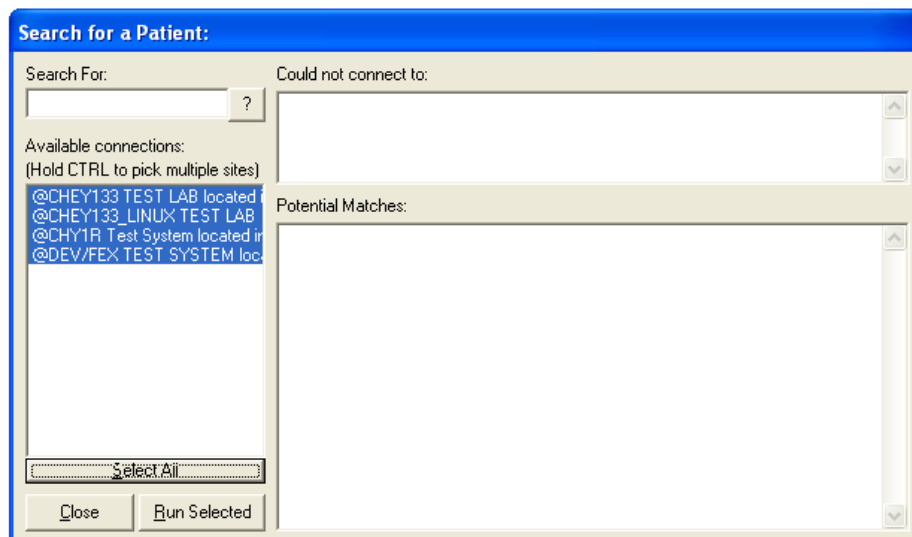 Search for a Patient:
Search For:
?
Available connections:
(Hold CTRL to pick multiple sites)
@CHEY133 TEST LAB located i
@CHEY133_LINUX TEST LAB
@CHY1R Test System located in
@DEV/FEX TEST SYSTEM loc
Select All
Close
Run Selected
Could not connect to:
Potential Matches: